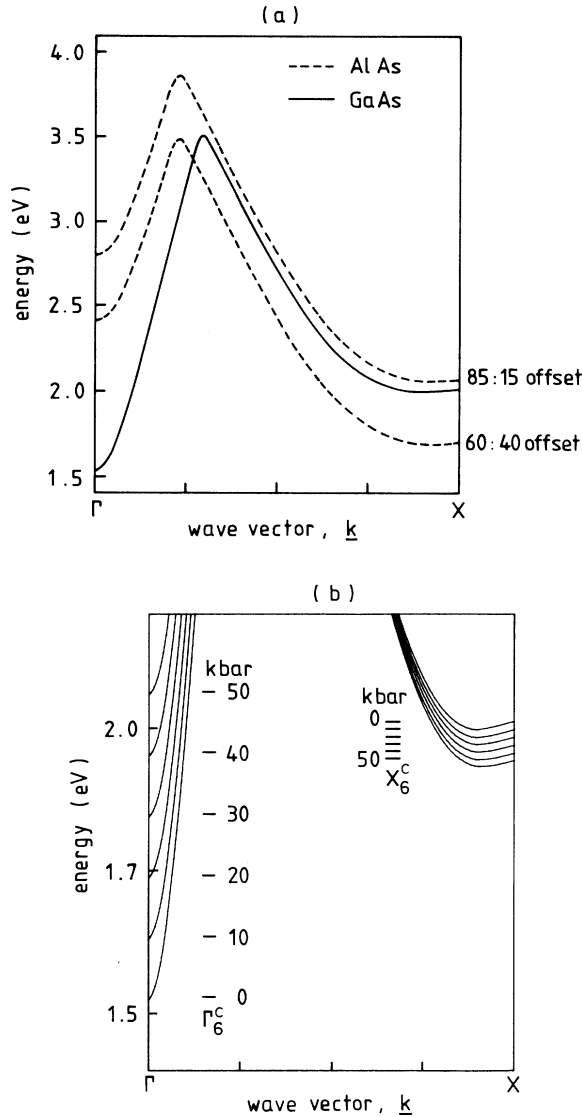 (a)
4.0
3.5
3.0
2.5
2.0
1.5
energy (eV)
AlAs
GaAs
85:15 offset
60:40 offset
Γ
X
wave vector, k
(b)
kbar
50
40
30
20
10
0
Γ₆ᶜ
kbar
0
50
X₆ᶜ
2.0
1.7
1.5
energy (eV)
Γ
X
wave vector, k